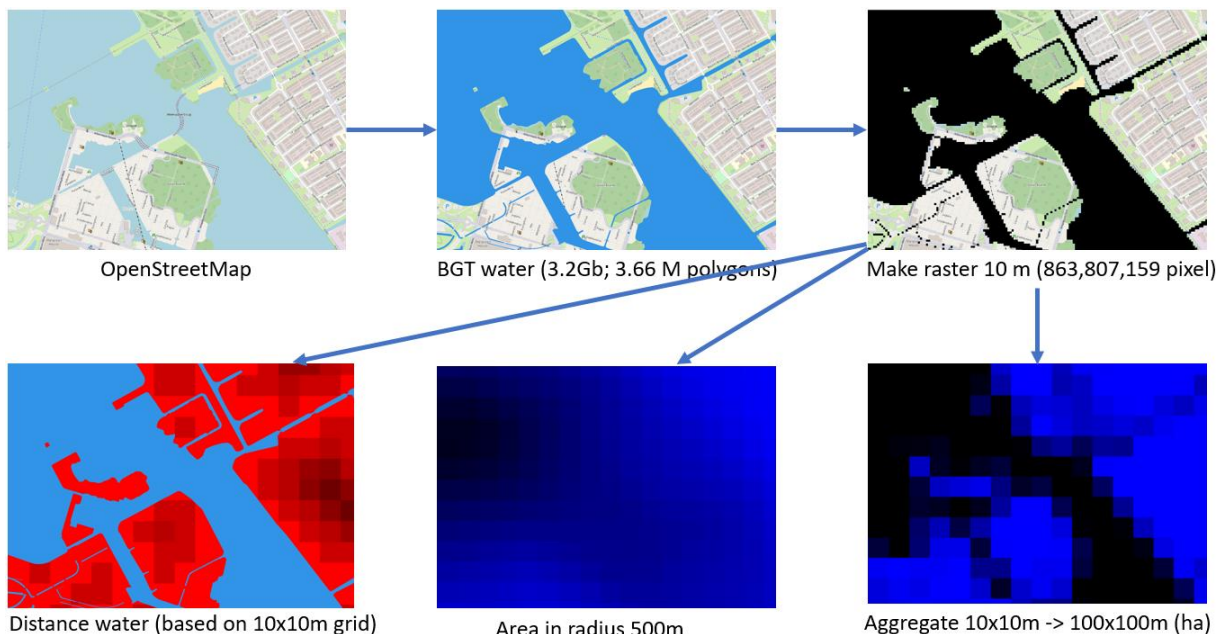 OpenStreetMap
BGT water (3.2Gb; 3.66 M polygons)
Make raster 10 m (863,807,159 pixel)
Distance water (based on 10x10m grid)
Area in radius 500m
Aggregate 10x10m -> 100x100m (ha)